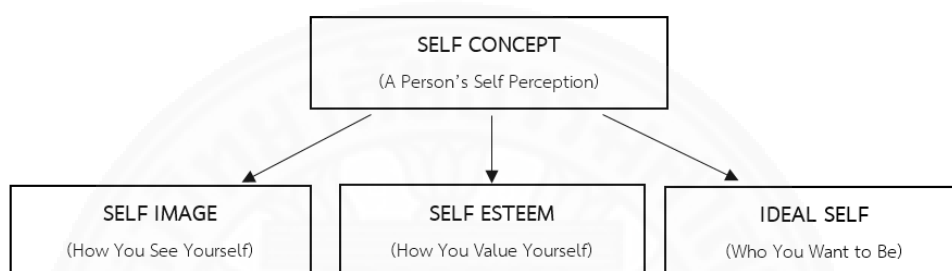 SELF CONCEPT
(A Person's Self Perception)
SELF IMAGE
(How You See Yourself)
SELF ESTEEM
(How You Value Yourself)
IDEAL SELF
(Who You Want to Be)